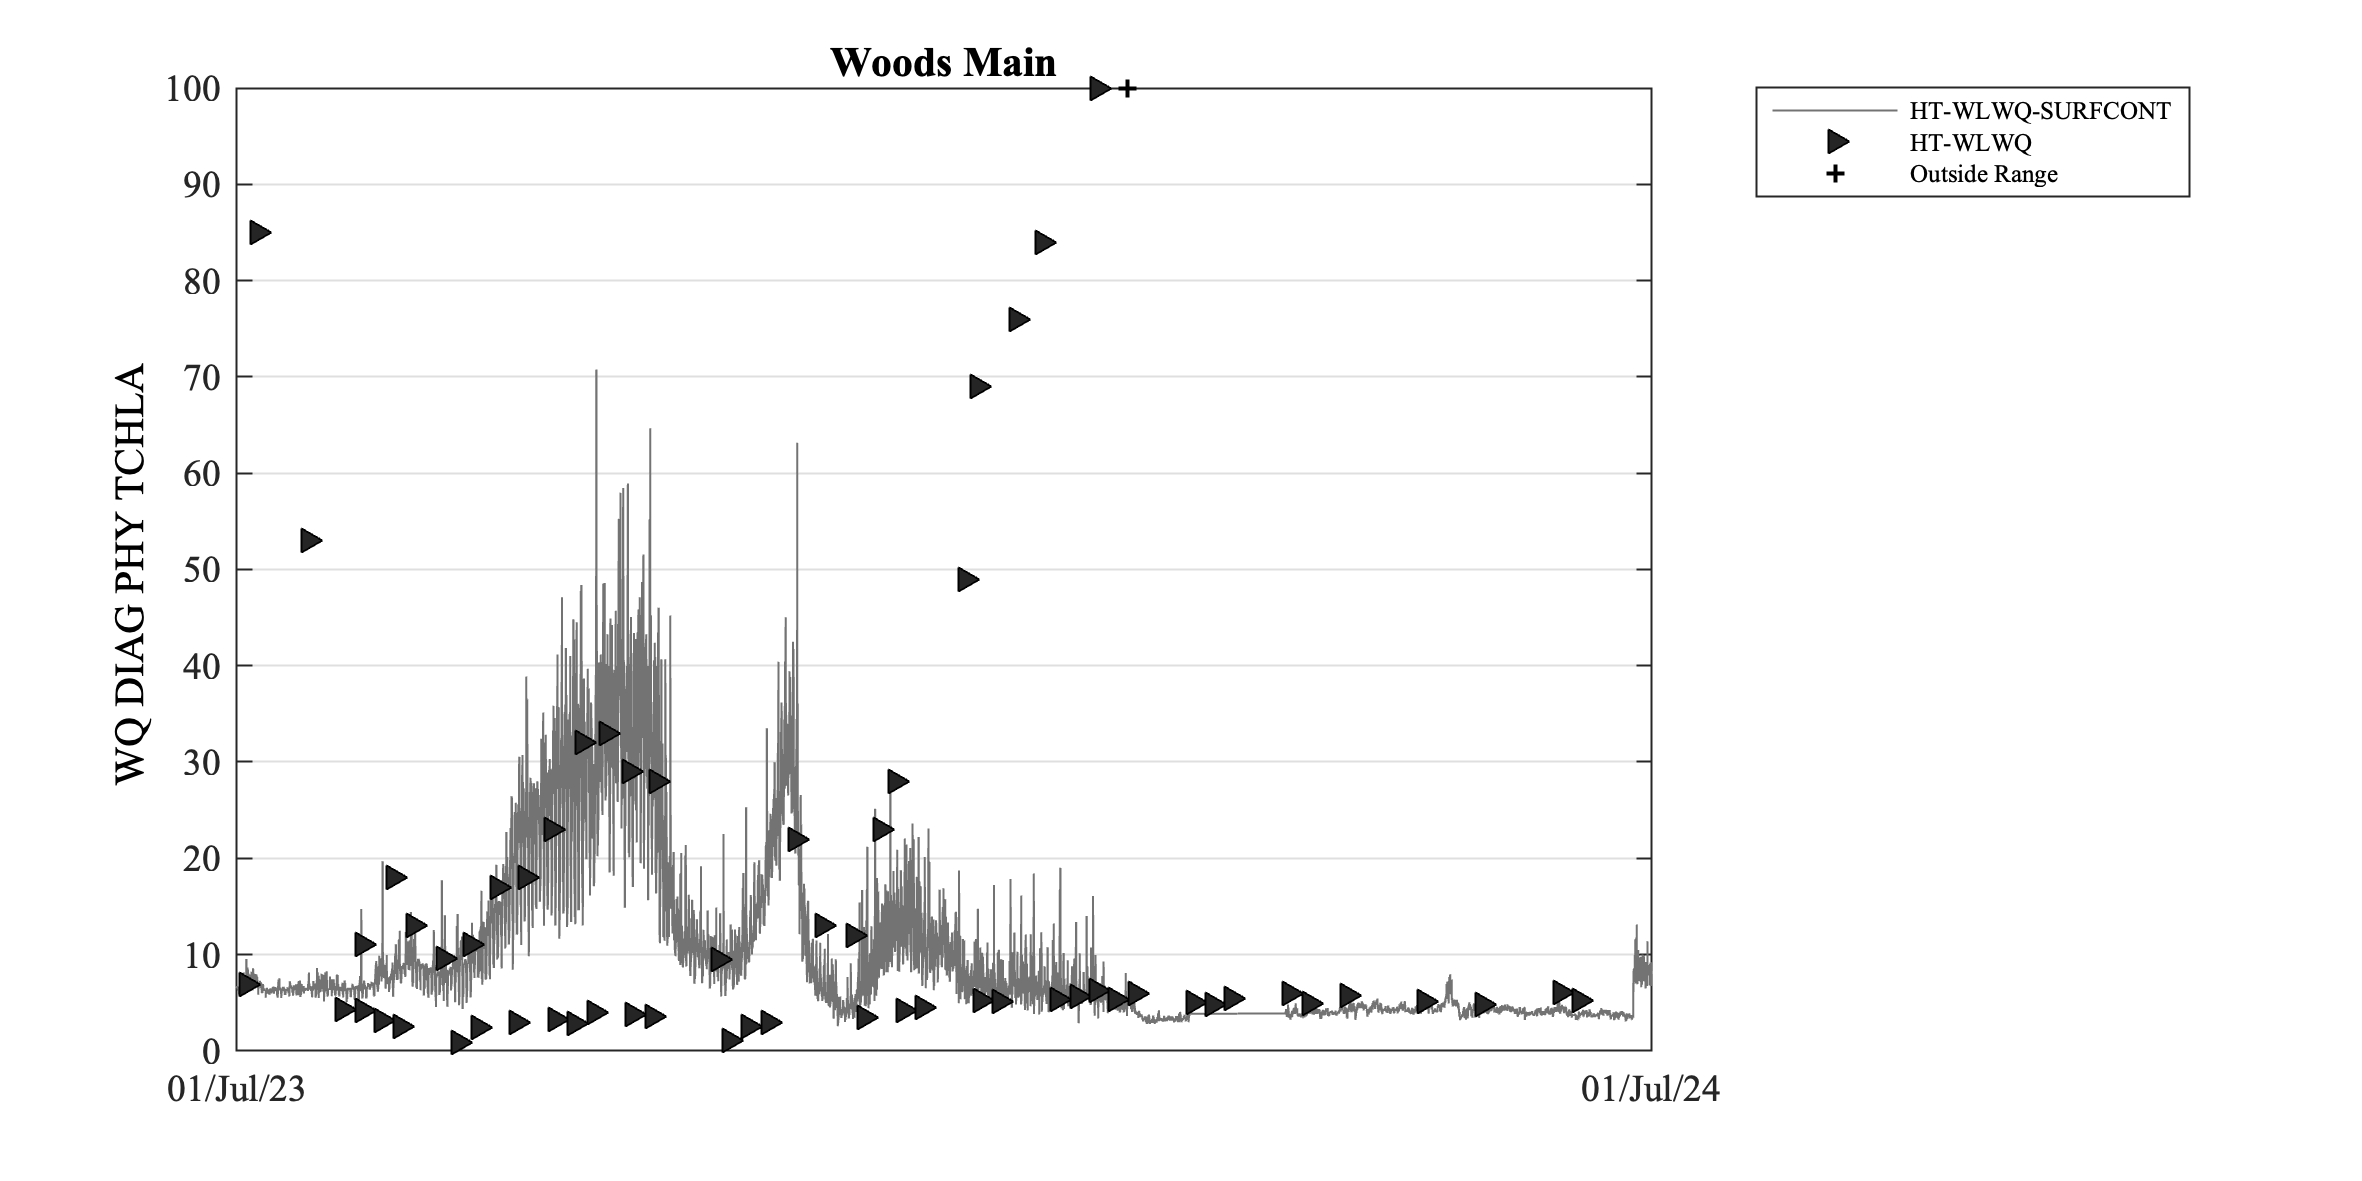 Woods Main
WQ DIAG PHY TCHLA
100
90
80
70
60
50
40
30
20
10
0
01/Jul/23
01/Jul/24
HT-WLWQ-SURFCONT
HT-WLWQ
Outside Range